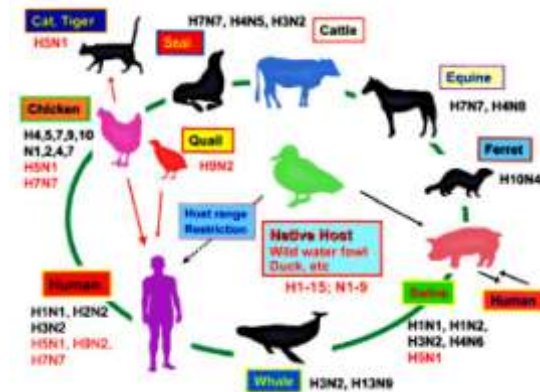 Cat, Tiger
H5N1
Seal
H7N7, H4N5, H3N2
Cattle
Equine
H7N7, H4N8
Chicken
H4,5,7,9,10
N1,2,4,7
H5N1
H7N7
Quail
H9N2
Ferret
H10N4
Host range
Restriction
Native Host
Wild water fowl
Duck, etc
H1-15; N1-9
Human
H1N1, H2N2
H3N2
H5N1, H9N2,
H7N7
Swine
Human
H1N1, H1N2,
H3N2, H4N6
H5N1
Whale
H3N2, H13N9